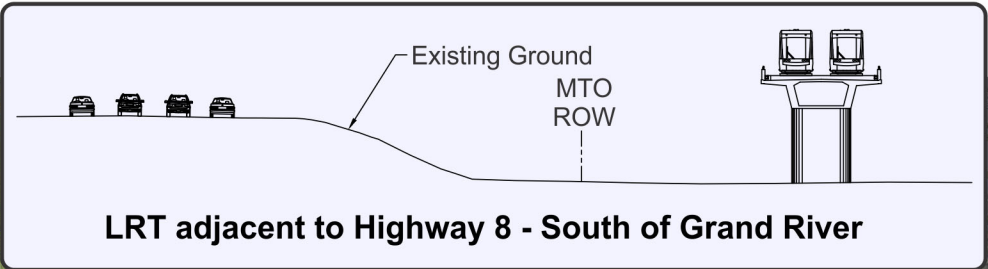 Existing Ground
MTO
ROW
LRT adjacent to Highway 8 - South of Grand River